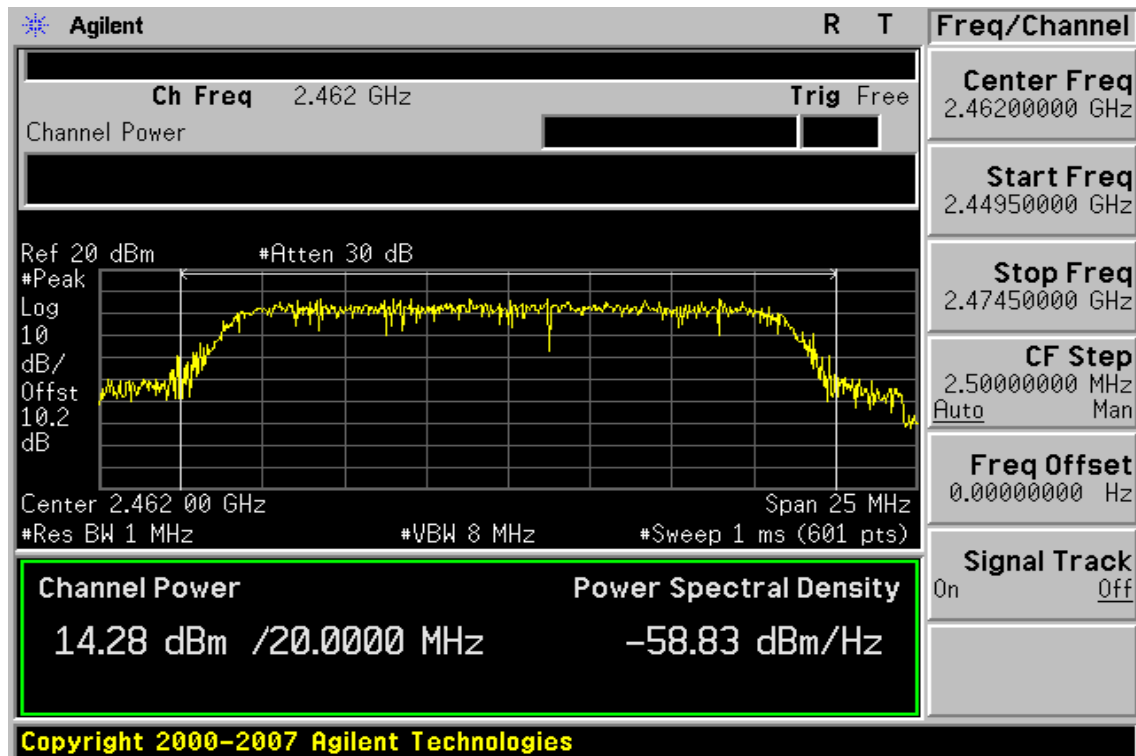 Agilent R T Freq/Channel
Ch Freq 2.462 GHz Trig Free
Channel Power
Center Freq
2.46200000 GHz
Start Freq
2.44950000 GHz
Stop Freq
2.47450000 GHz
CF Step
2.50000000 MHz
Auto Man
Freq Offset
0.00000000 Hz
Signal Track
On Off
Ref 20 dBm #Atten 30 dB
#Peak
Log
10
dB/
Offst
10.2
dB
Center 2.462 00 GHz Span 25 MHz
#Res BW 1 MHz #VBW 8 MHz #Sweep 1 ms (601 pts)
Channel Power Power Spectral Density
14.28 dBm /20.0000 MHz -58.83 dBm/Hz
Copyright 2000-2007 Agilent Technologies